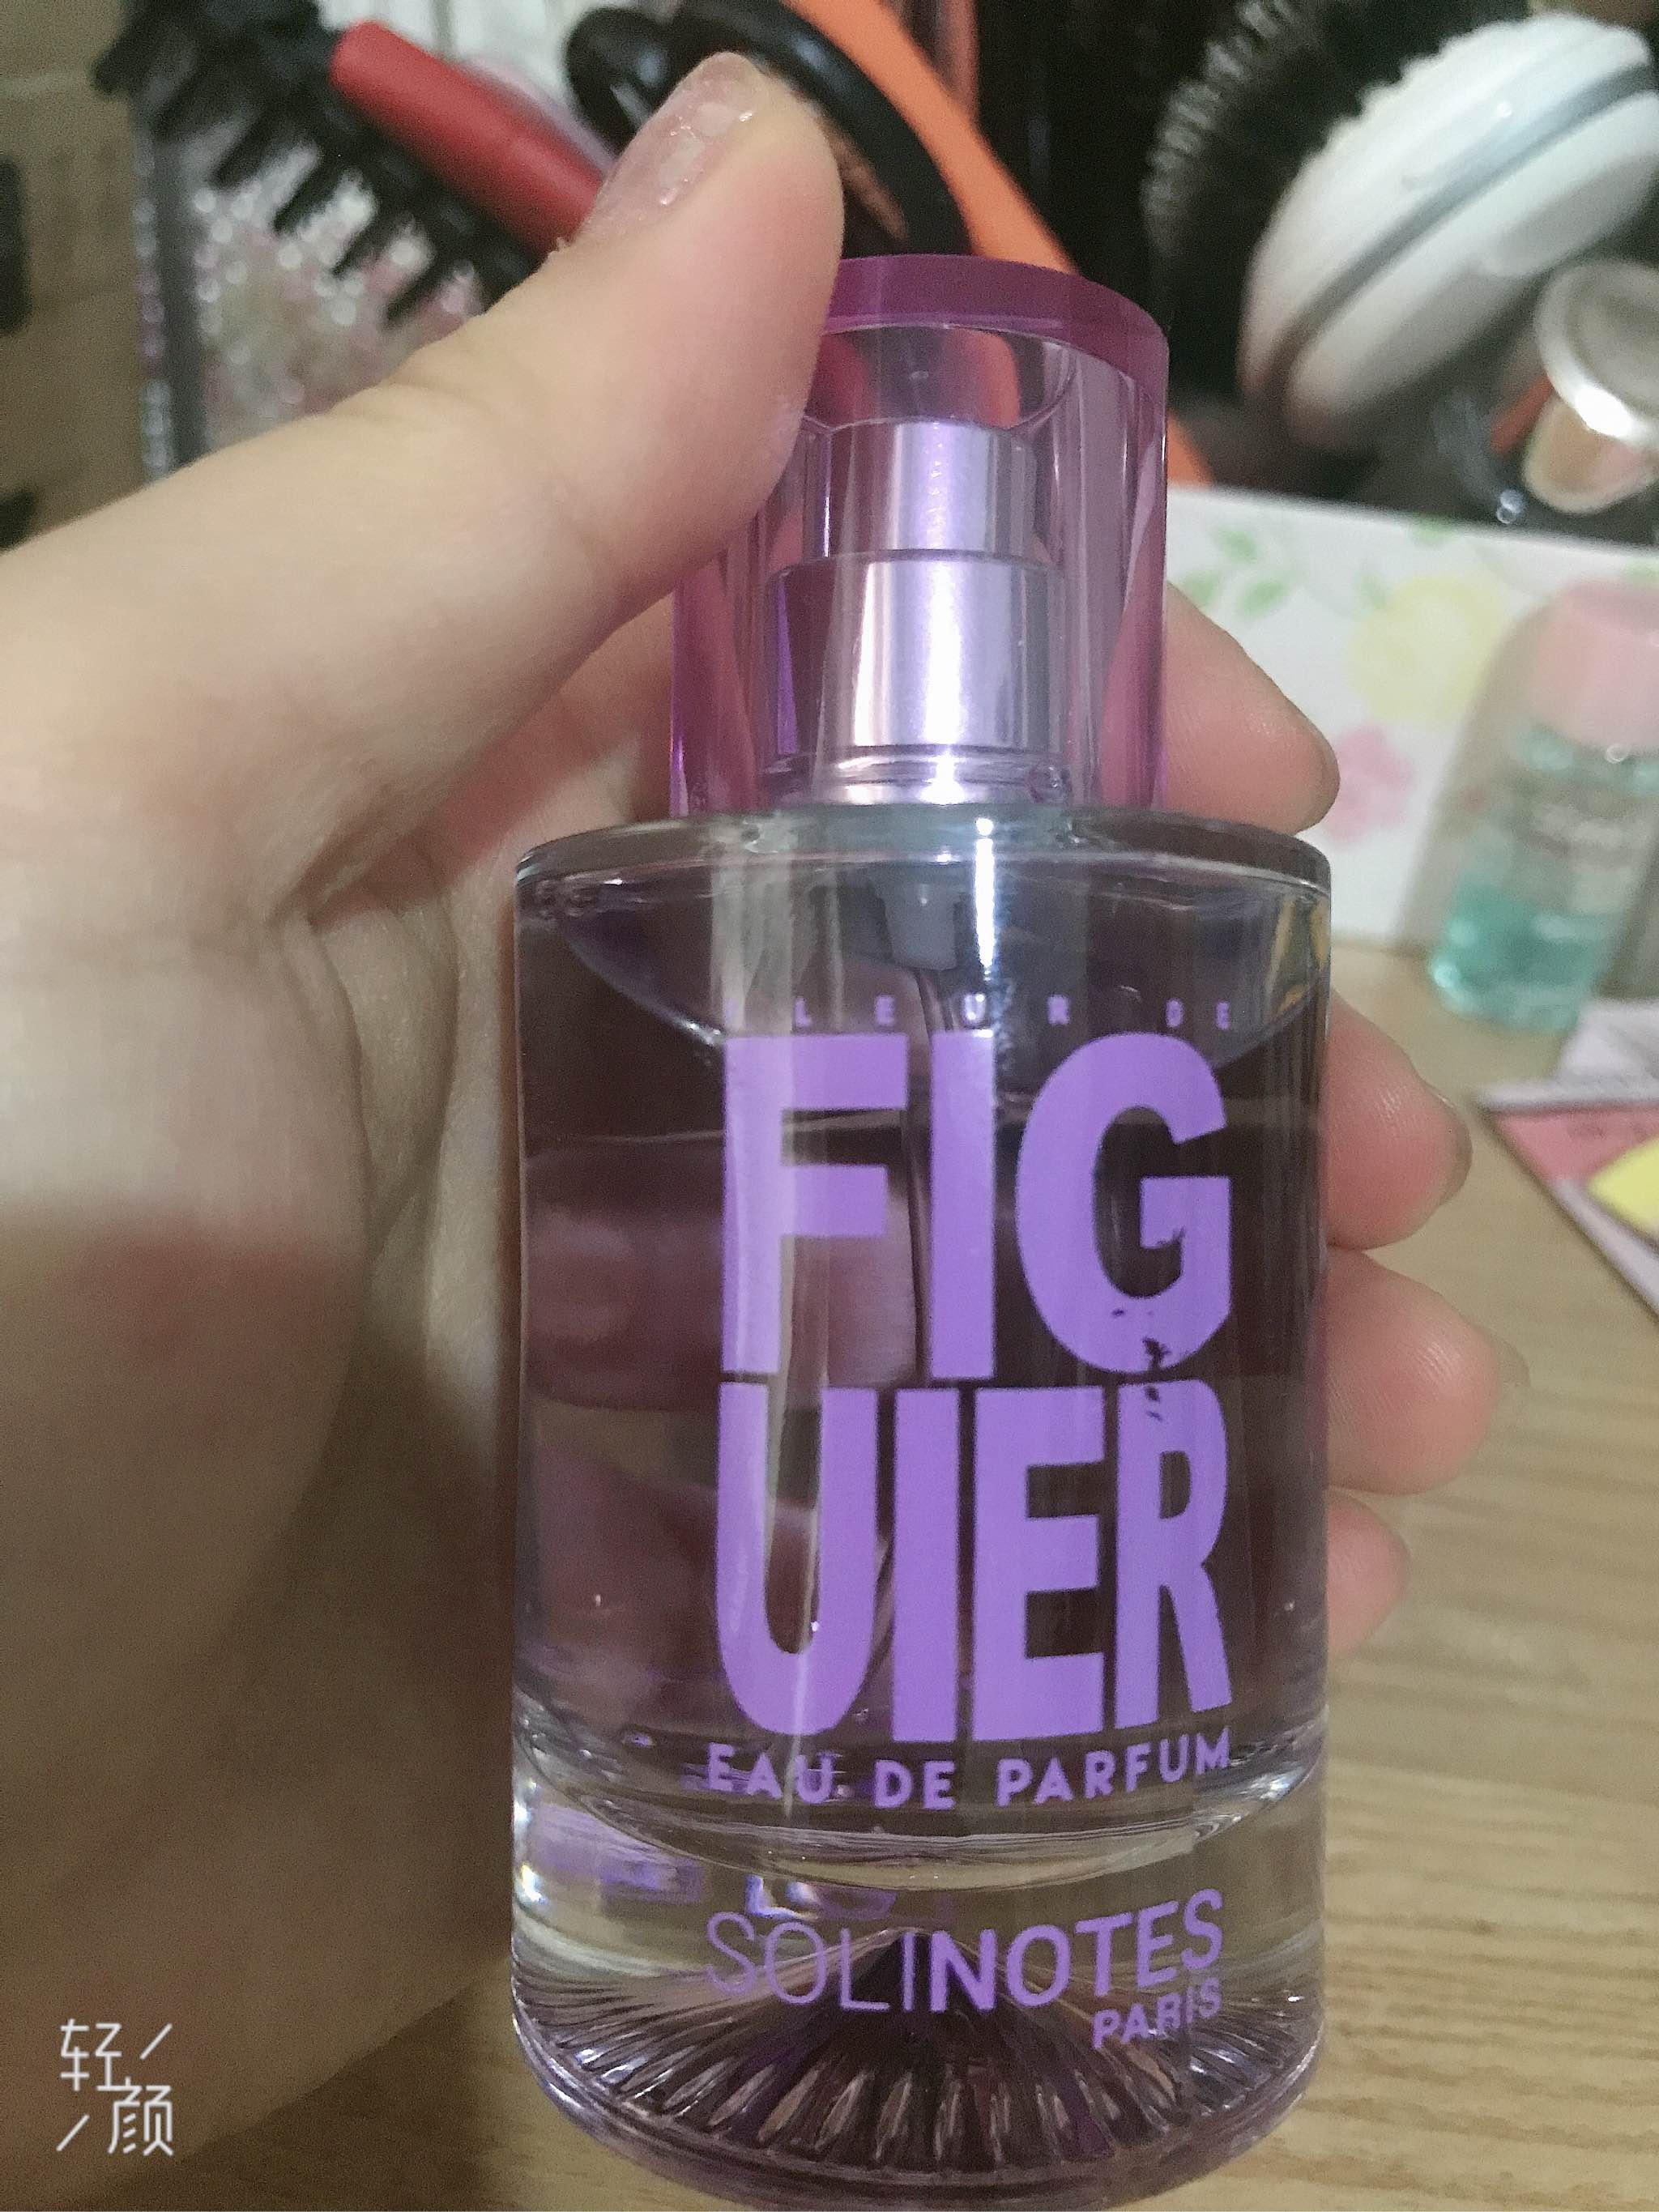 FLEUR DE
FIG
UIER
EAU DE PARFUM
SOLINOTES
PARIS
轻
颜